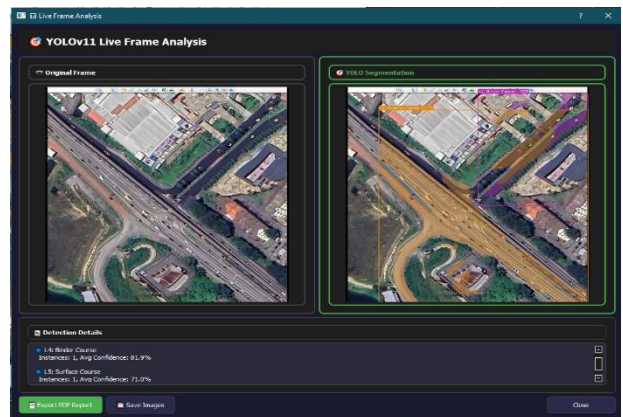 Live Frame Analysis
YOLOv11 Live Frame Analysis
Original Frame
YOLO Segmentation
Detection Details
L4: Binder Course
Instances: 1, Avg Confidence: 81.9%
L5: Surface Course
Instances: 1, Avg Confidence: 71.0%
Export PDF Report
Save Images
Close